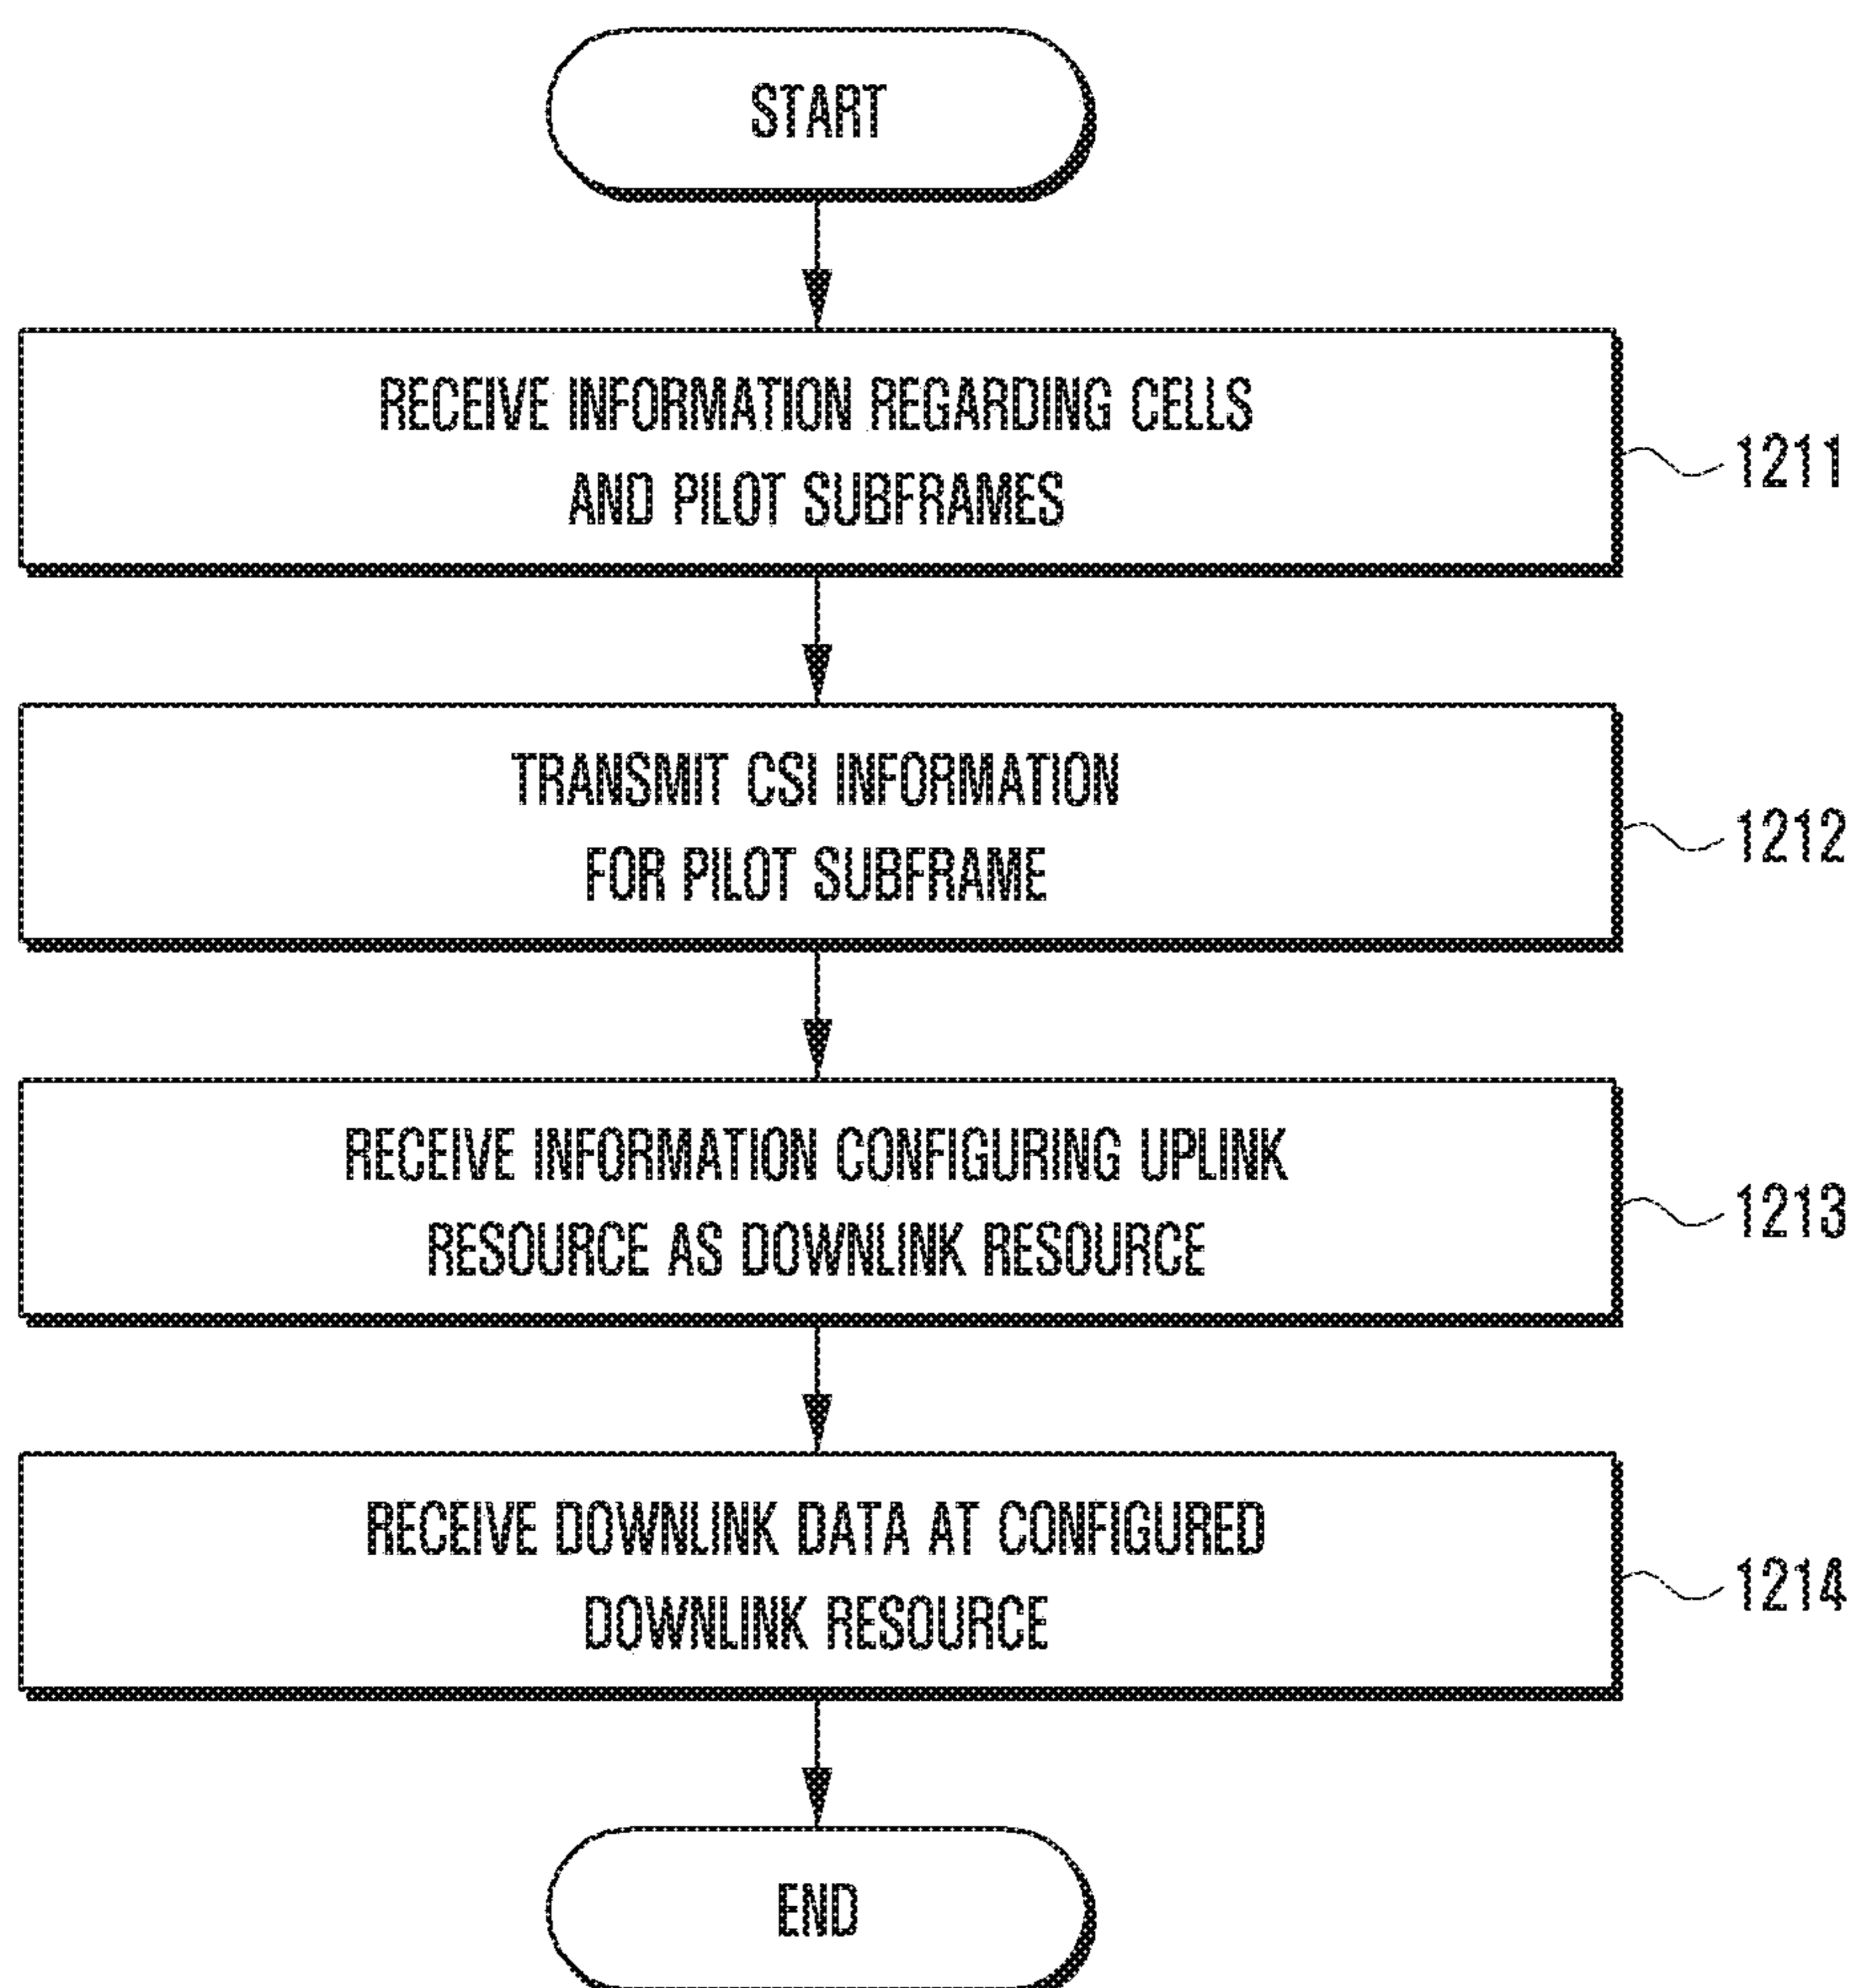 START
RECEIVE INFORMATION REGARDING CELLS
AND PILOT SUBFRAMES
1211
TRANSMIT CSI INFORMATION
FOR PILOT SUBFRAME
1212
RECEIVE INFORMATION CONFIGURING UPLINK
RESOURCE AS DOWNLINK RESOURCE
1213
RECEIVE DOWNLINK DATA AT CONFIGURED
DOWNLINK RESOURCE
1214
END